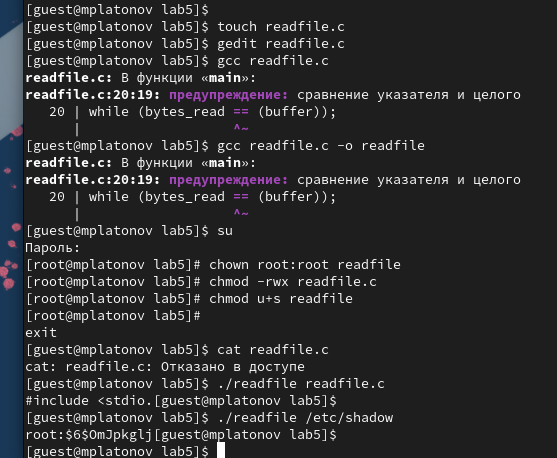 [guest@mplatonov lab5]$
[guest@mplatonov lab5]$ touch readfile.c
[guest@mplatonov lab5]$ gedit readfile.c
[guest@mplatonov lab5]$ gcc readfile.c
readfile.c: В функции «main»:
readfile.c:20:19: предупреждение: сравнение указателя и целого
20 | while (bytes_read == (buffer));
| ^~
[guest@mplatonov lab5]$ gcc readfile.c -o readfile
readfile.c: В функции «main»:
readfile.c:20:19: предупреждение: сравнение указателя и целого
20 | while (bytes_read == (buffer));
| ^~
[guest@mplatonov lab5]$ su
Пароль:
[root@mplatonov lab5]# chown root:root readfile
[root@mplatonov lab5]# chmod -rwx readfile.c
[root@mplatonov lab5]# chmod u+s readfile
[root@mplatonov lab5]#
exit
[guest@mplatonov lab5]$ cat readfile.c
cat: readfile.c: Отказано в доступе
[guest@mplatonov lab5]$ ./readfile readfile.c
#include <stdio.[guest@mplatonov lab5]$
[guest@mplatonov lab5]$ ./readfile /etc/shadow
root:$6$OmJpkglj[guest@mplatonov lab5]$
[guest@mplatonov lab5]$